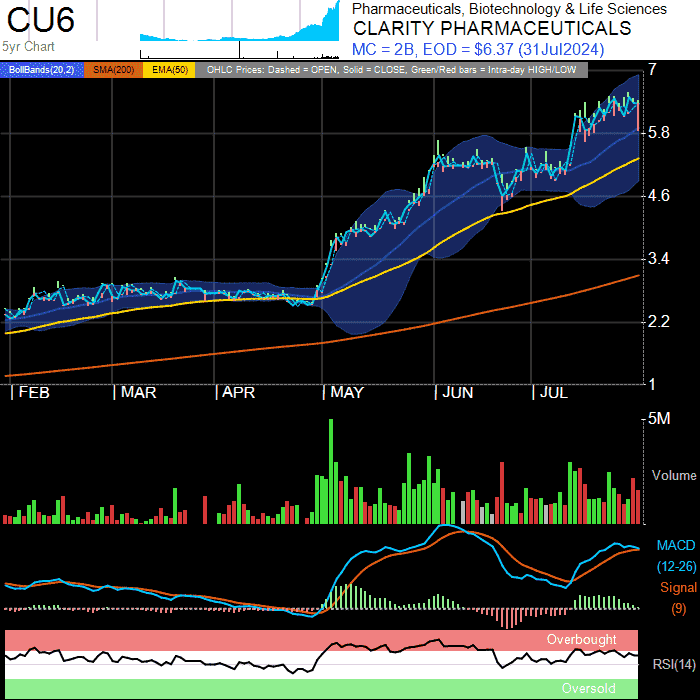 CU6
5yr Chart
Pharmaceuticals, Biotechnology & Life Sciences
CLARITY PHARMACEUTICALS
MC = 2B, EOD = $6.37 (31Jul2024)
BollBands(20,2) SMA(200) EMA(50) OHLC Prices: Dashed = OPEN, Solid = CLOSE, Green/Red bars = Intra-day HIGH/LOW
7
5.8
4.6
3.4
2.2
1
FEB MAR APR MAY JUN JUL
5M
Volume
MACD
(12-26)
Signal
(9)
Overbought
RSI(14)
Oversold